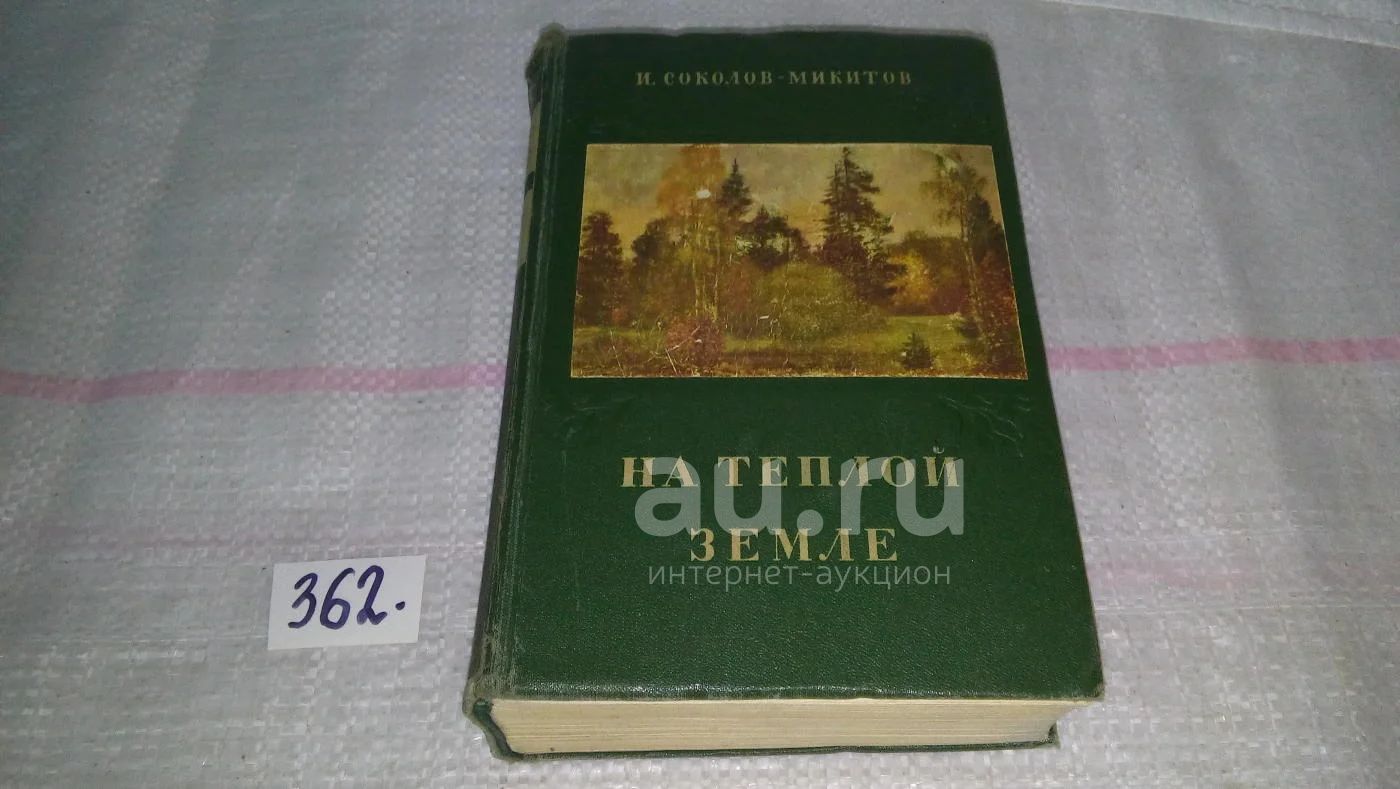 И. СОКОЛОВ-МИКИТОВ
НА ТЕПЛОЙ
ЗЕМЛЕ
au.ru
интернет-аукцион
362.